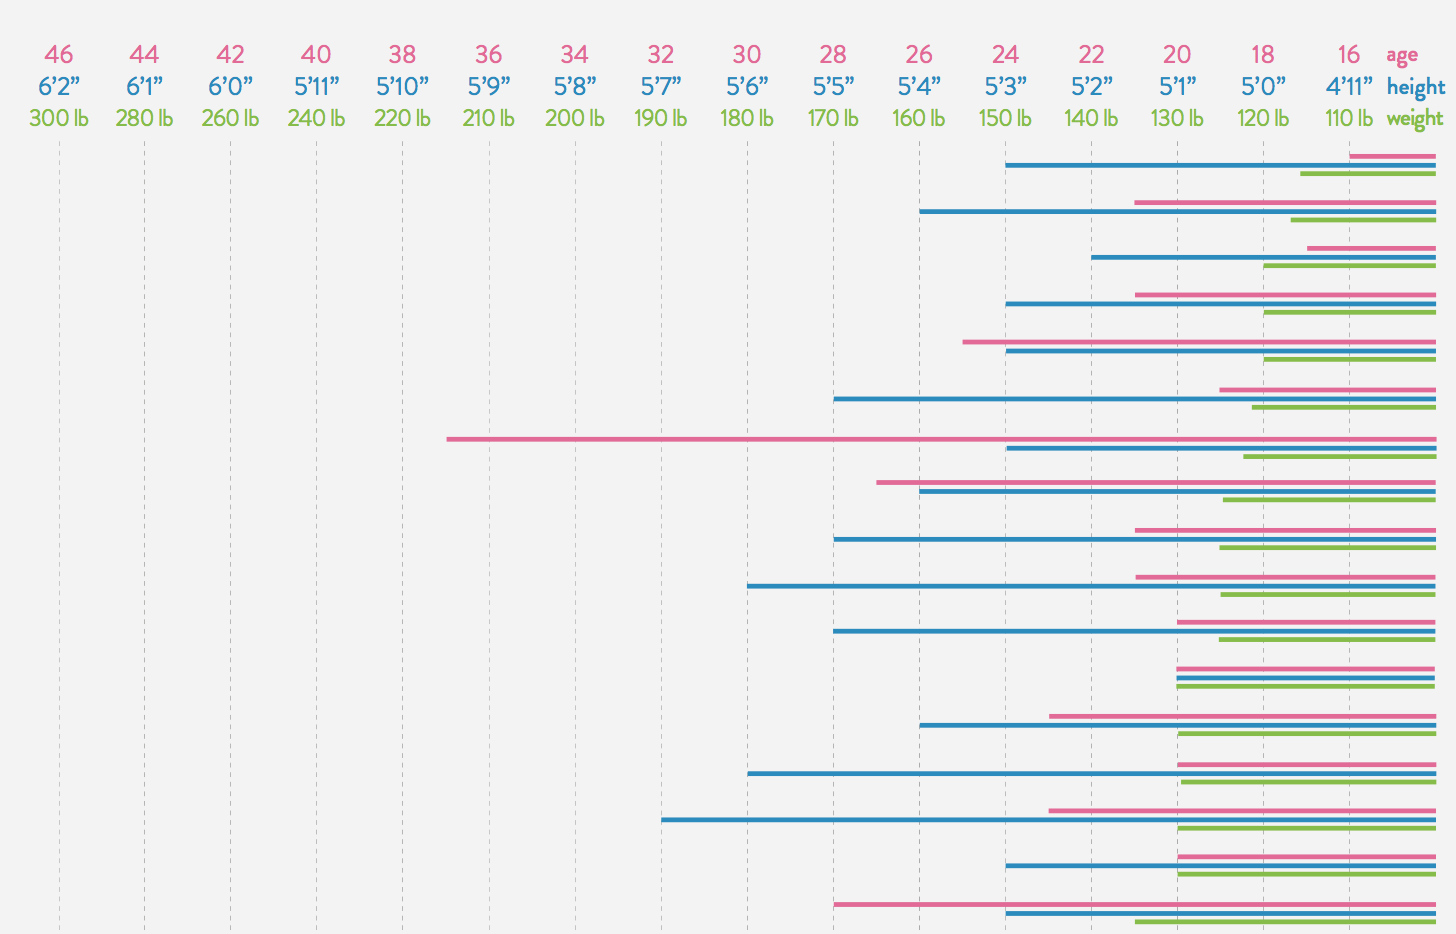 46 44 42 40 38 36 34 32 30 28 26 24 22 20 18 16 age
6’2” 6’1” 6’0” 5’11” 5’10” 5’9” 5’8” 5’7” 5’6” 5’5” 5’4” 5’3” 5’2” 5’1” 5’0” 4’11” height
300 lb 280 lb 260 lb 240 lb 220 lb 210 lb 200 lb 190 lb 180 lb 170 lb 160 lb 150 lb 140 lb 130 lb 120 lb 110 lb weight